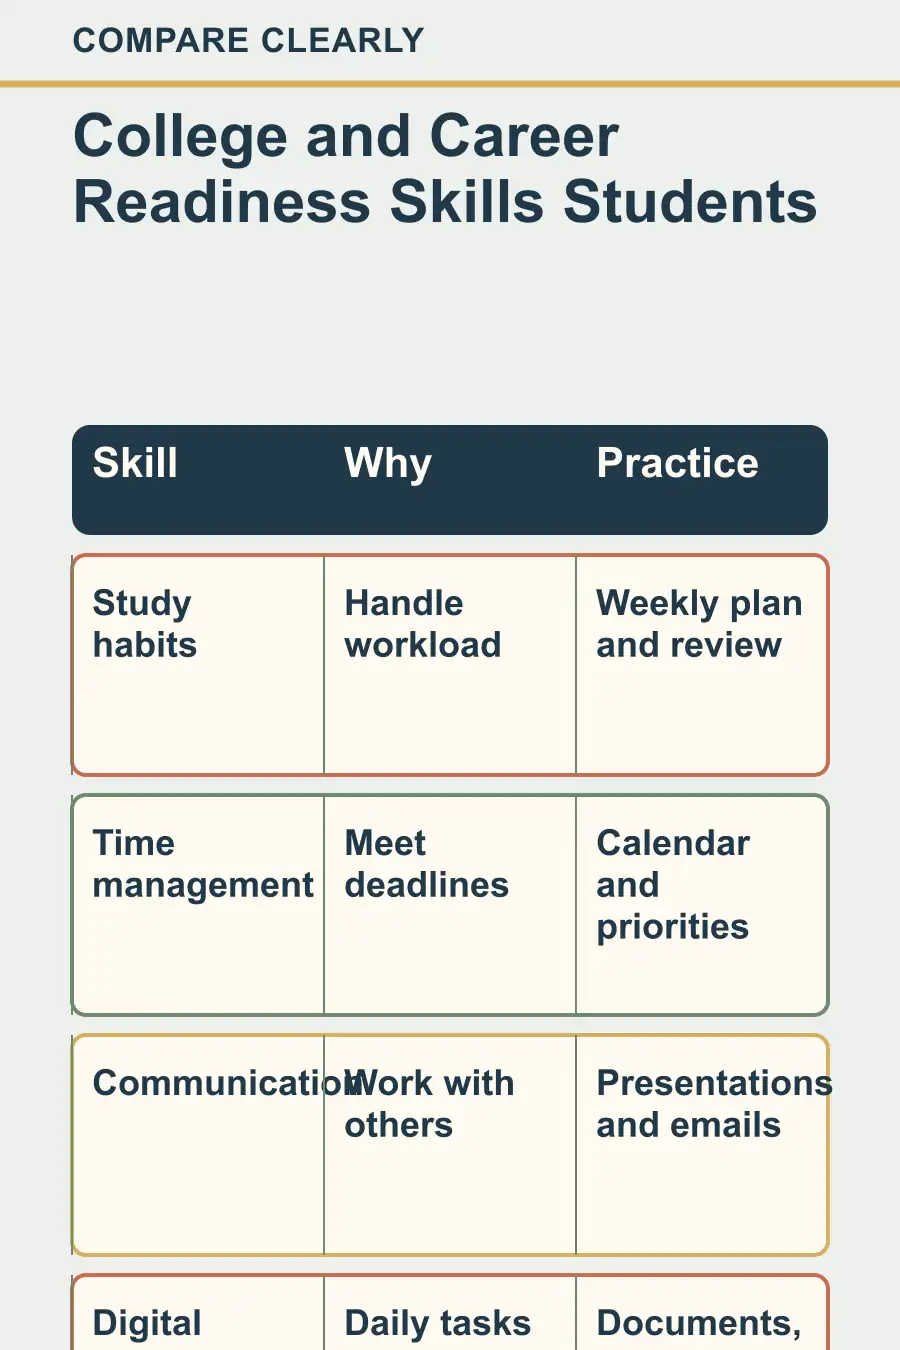 COMPARE CLEARLY
College and Career
Readiness Skills Students
Skill Why Practice
Study Handle Weekly plan
habits workload and review
Time Meet Calendar
management deadlines and
priorities
Communication Work with Presentations
others and emails
Digital Daily tasks Documents,